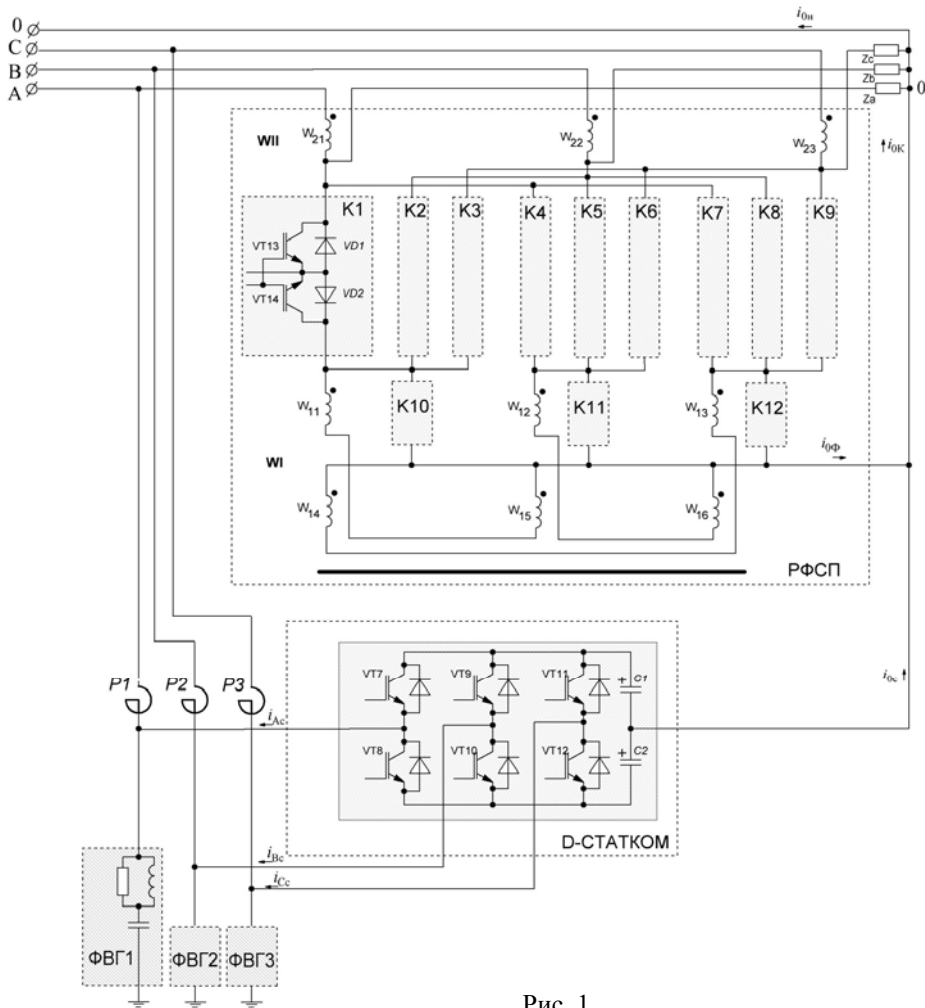 0
i0н
C
B
A
Zc
Zb
Za
0
WII
W21
W22
W23
i0К
K1
K2
K3
K4
K5
K6
K7
K8
K9
VT13
VD1
VT14
VD2
W11
K10
W12
K11
W13
K12
WI
i0Ф
W14
W15
W16
РФСП
P1
P2
P3
VT7
VT9
VT11
+
C1
iAc
i0c
VT8
VT10
VT12
+
C2
D-СТАТКОМ
iBc
iCc
ФВГ1
ФВГ2
ФВГ3
Рис. 1